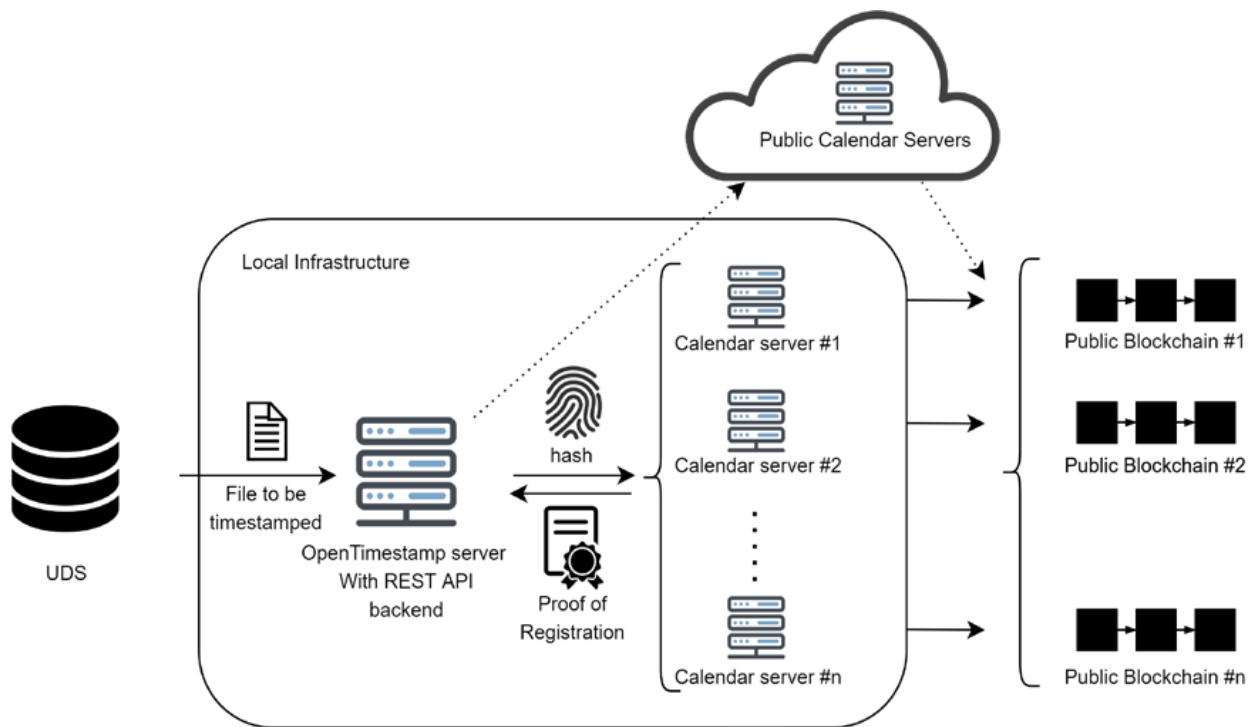 Public Calendar Servers
Local Infrastructure
Calendar server #1
Public Blockchain #1
hash
Calendar server #2
Public Blockchain #2
File to be
timestamped
UDS
OpenTimestamp server
With REST API
backend
Proof of
Registration
Calendar server #n
Public Blockchain #n